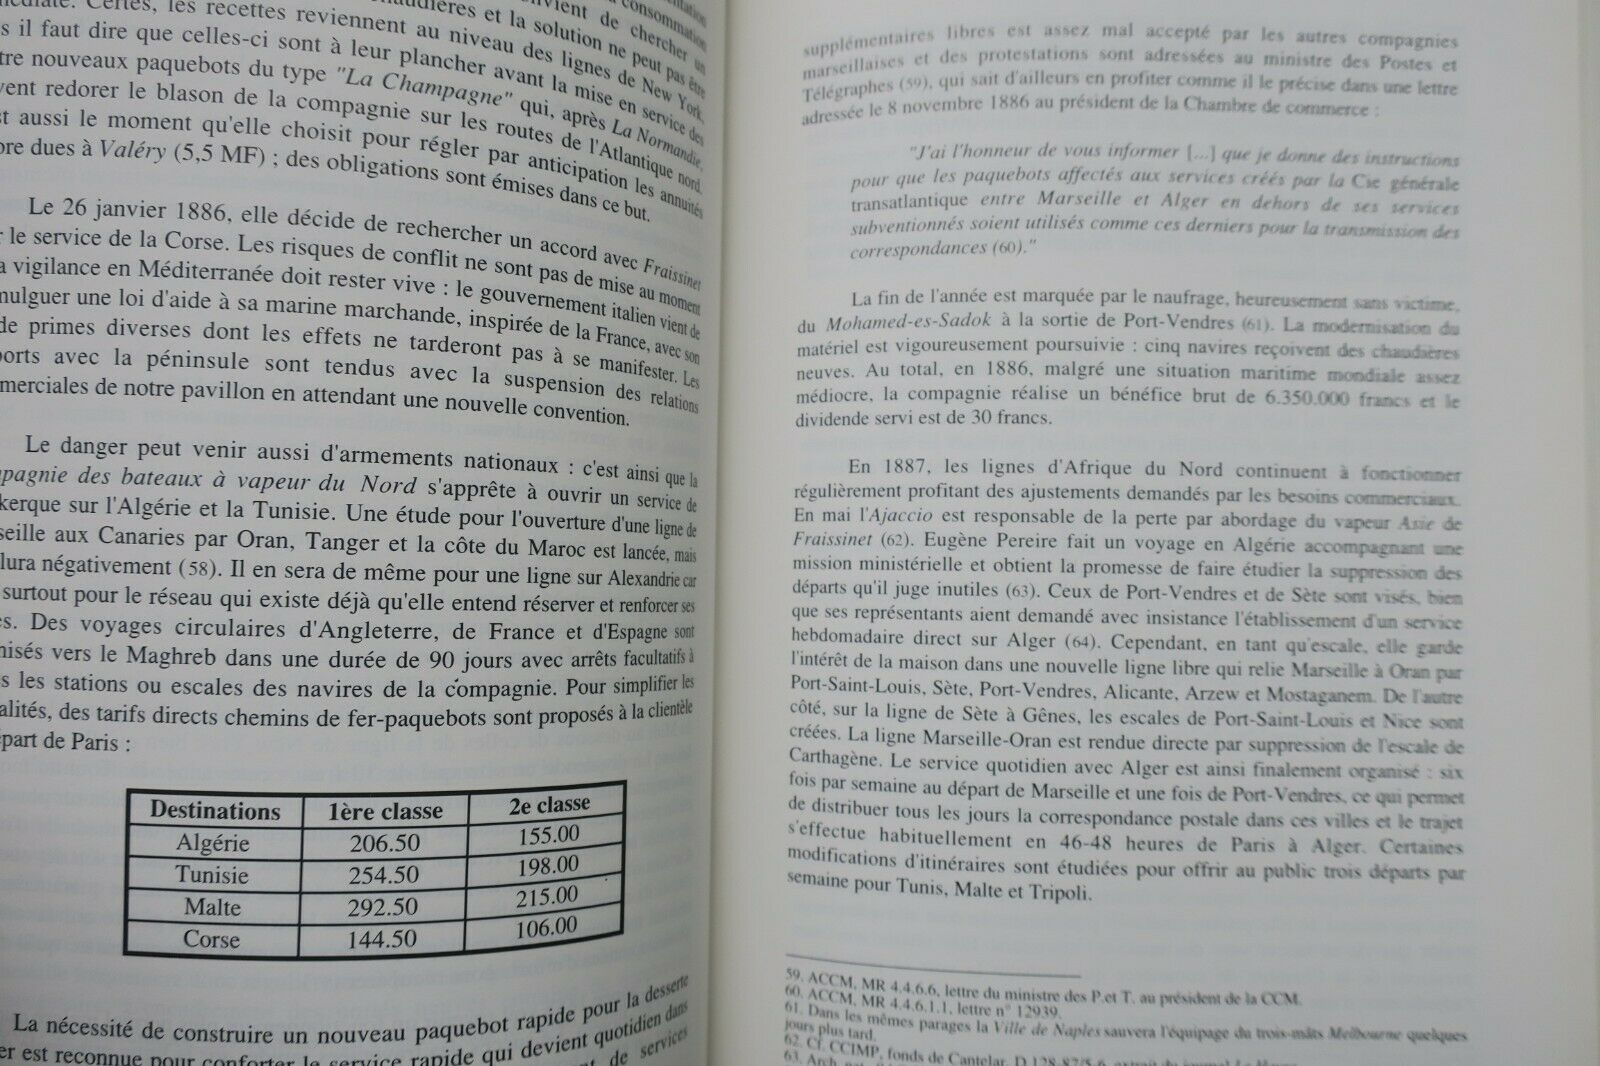 consommation
chaudières et la solution ne peut pas être
Certes, les recettes reviennent au niveau des lignes de New York,
s il faut dire que celles-ci sont à leur plancher avant la mise en service des
tre nouveaux paquebots du type "La Champagne" qui, après La Normandie,
vent redorer le blason de la compagnie sur les routes de l'Atlantique nord.
st aussi le moment qu'elle choisit pour régler par anticipation les annuités
ore dues à Valéry (5,5 MF) ; des obligations sont émises dans ce but.
Le 26 janvier 1886, elle décide de rechercher un accord avec Fraissinet
r le service de la Corse. Les risques de conflit ne sont pas de mise au moment
a vigilance en Méditerranée doit rester vive : le gouvernement italien vient de
mulguer une loi d'aide à sa marine marchande, inspirée de la France, avec son
de primes diverses dont les effets ne tarderont pas à se manifester. Les
ports avec la péninsule sont tendus avec la suspension des relations
merciales de notre pavillon en attendant une nouvelle convention.
Le danger peut venir aussi d'armements nationaux : c'est ainsi que la
pagnie des bateaux à vapeur du Nord s'apprête à ouvrir un service de
kerque sur l'Algérie et la Tunisie. Une étude pour l'ouverture d'une ligne de
seille aux Canaries par Oran, Tanger et la côte du Maroc est lancée, mais
lura négativement (58). Il en sera de même pour une ligne sur Alexandrie car
surtout pour le réseau qui existe déjà qu'elle entend réserver et renforcer ses
es. Des voyages circulaires d'Angleterre, de France et d'Espagne sont
nisés vers le Maghreb dans une durée de 90 jours avec arrêts facultatifs à
s les stations ou escales des navires de la compagnie. Pour simplifier les
alités, des tarifs directs chemins de fer-paquebots sont proposés à la clientèle
part de Paris :
Destinations 1ère classe 2e classe
Algérie 206.50 155.00
Tunisie 254.50 198.00
Malte 292.50 215.00
Corse 144.50 106.00
La nécessité de construire un nouveau paquebot rapide pour la desserte
er est reconnue pour conforter le service rapide qui devient quotidien dans
de services
supplémentaires libres est assez mal accepté par les autres compagnies
marseillaises et des protestations sont adressées au ministre des Postes et
Télégraphes (59), qui sait d'ailleurs en profiter comme il le précise dans une lettre
adressée le 8 novembre 1886 au président de la Chambre de commerce :
"J'ai l'honneur de vous informer [...] que je donne des instructions
pour que les paquebots affectés aux services créés par la Cie générale
transatlantique entre Marseille et Alger en dehors de ses services
subventionnés soient utilisés comme ces derniers pour la transmission des
correspondances (60)."
La fin de l'année est marquée par le naufrage, heureusement sans victime,
du Mohamed-es-Sadok à la sortie de Port-Vendres (61). La modernisation du
matériel est vigoureusement poursuivie : cinq navires reçoivent des chaudières
neuves. Au total, en 1886, malgré une situation maritime mondiale assez
médiocre, la compagnie réalise un bénéfice brut de 6.350.000 francs et le
dividende servi est de 30 francs.
En 1887, les lignes d'Afrique du Nord continuent à fonctionner
régulièrement profitant des ajustements demandés par les besoins commerciaux.
En mai l'Ajaccio est responsable de la perte par abordage du vapeur Asie de
Fraissinet (62). Eugène Pereire fait un voyage en Algérie accompagnant une
mission ministérielle et obtient la promesse de faire étudier la suppression des
départs qu'il juge inutiles (63). Ceux de Port-Vendres et de Sète sont visés, bien
que ses représentants aient demandé avec insistance l'établissement d'un service
hebdomadaire direct sur Alger (64). Cependant, en tant qu'escale, elle garde
l'intérêt de la maison dans une nouvelle ligne libre qui relie Marseille à Oran par
Port-Saint-Louis, Sète, Port-Vendres, Alicante, Arzew et Mostaganem. De l'autre
côté, sur la ligne de Sète à Gênes, les escales de Port-Saint-Louis et Nice sont
créées. La ligne Marseille-Oran est rendue directe par suppression de l'escale de
Carthagène. Le service quotidien avec Alger est ainsi finalement organisé : six
fois par semaine au départ de Marseille et une fois de Port-Vendres, ce qui permet
de distribuer tous les jours la correspondance postale dans ces villes et le trajet
s'effectue habituellement en 46-48 heures de Paris à Alger. Certaines
modifications d'itinéraires sont étudiées pour offrir au public trois départs par
semaine pour Tunis, Malte et Tripoli.
59. ACCM, MR 4.4.6.6, lettre du ministre des P.et T. au président de la CCM.
60. ACCM, MR 4.4.6.1.1, lettre n° 12939.
61. Dans les mêmes parages la Ville de Naples sauvera l'équipage du trois-mâts Melbourne quelques
jours plus tard.
62. Cf. CCIMP, fonds de Cantelar, D 128-87/5-6, extrait du journal
63. Arch. nat.